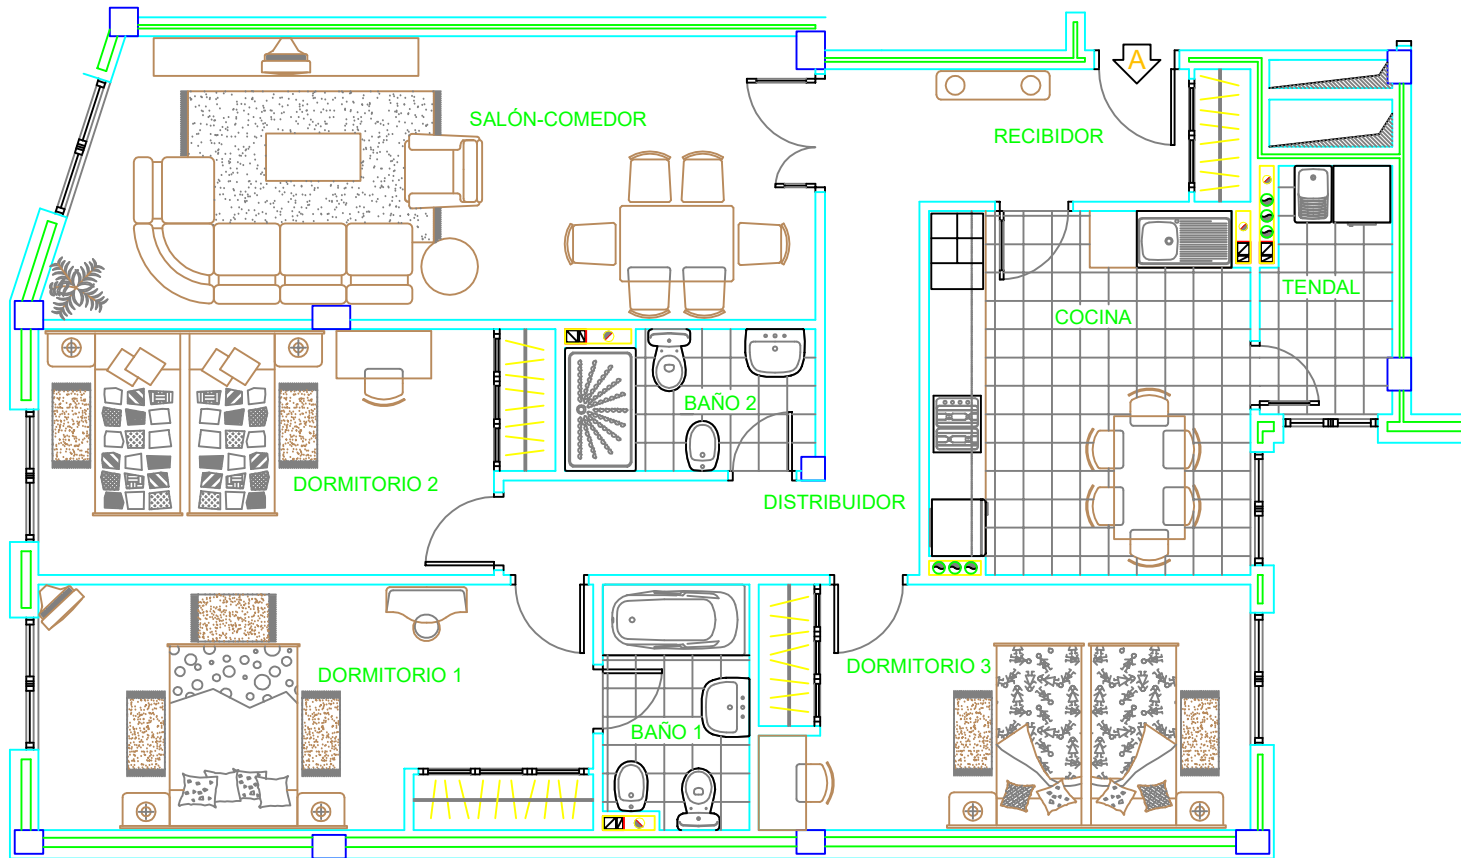 A
SALÓN-COMEDOR
RECIBIDOR
TENDAL
COCINA
BAÑO 2
DORMITORIO 2
DISTRIBUIDOR
DORMITORIO 1
DORMITORIO 3
BAÑO 1